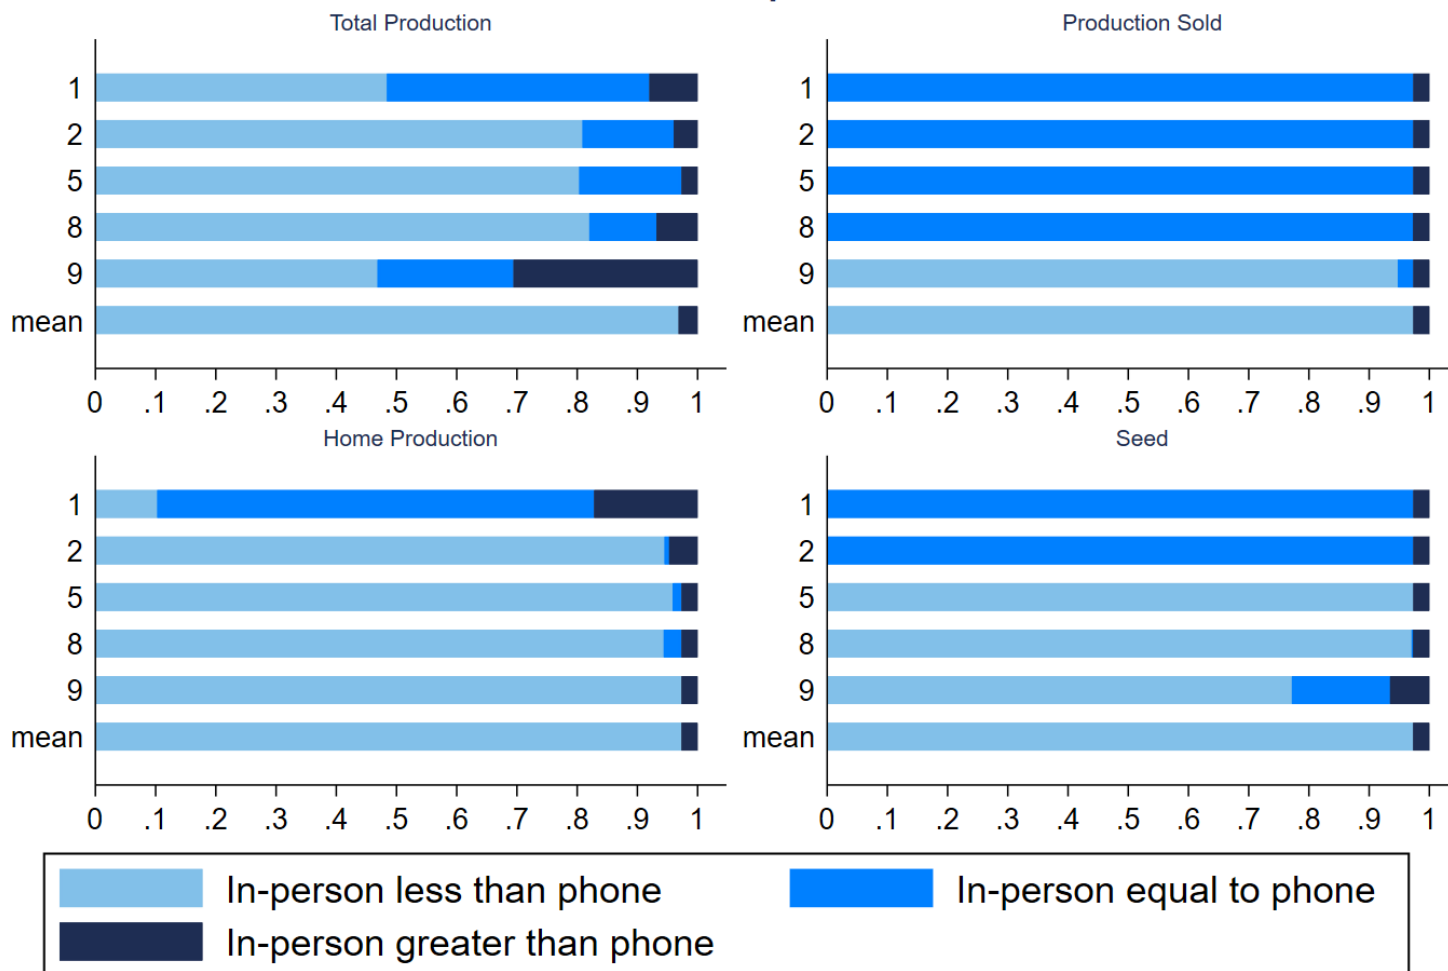 Total Production
1
2
5
8
9
mean
0 .1 .2 .3 .4 .5 .6 .7 .8 .9 1
Production Sold
1
2
5
8
9
mean
0 .1 .2 .3 .4 .5 .6 .7 .8 .9 1
Home Production
1
2
5
8
9
mean
0 .1 .2 .3 .4 .5 .6 .7 .8 .9 1
Seed
1
2
5
8
9
mean
0 .1 .2 .3 .4 .5 .6 .7 .8 .9 1
In-person less than phone
In-person equal to phone
In-person greater than phone